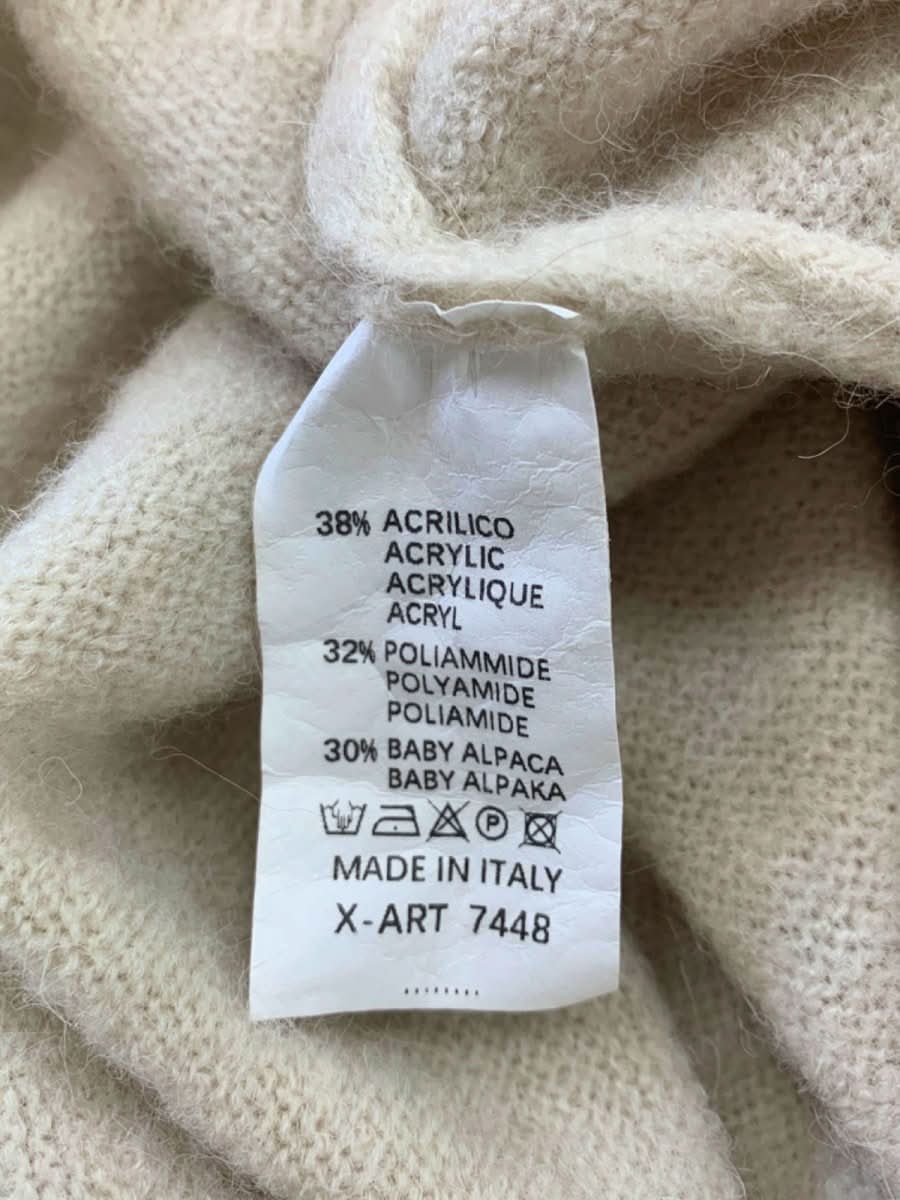 38% ACRILICO
ACRYLIC
ACRYLIQUE
ACRYL
32% POLIAMMIDE
POLYAMIDE
POLIAMIDE
30% BABY ALPACA
BABY ALPAKA
P
MADE IN ITALY
X-ART 7448